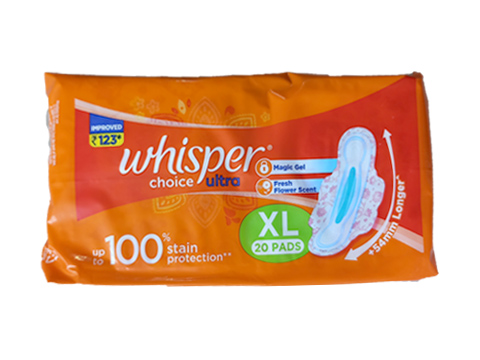 IMPROVED
₹123*
whisper®
choice ultra
Magic Gel
Fresh
Flower Scent
XL
20 PADS
up to 100% stain
protection**
+54mm Longer^